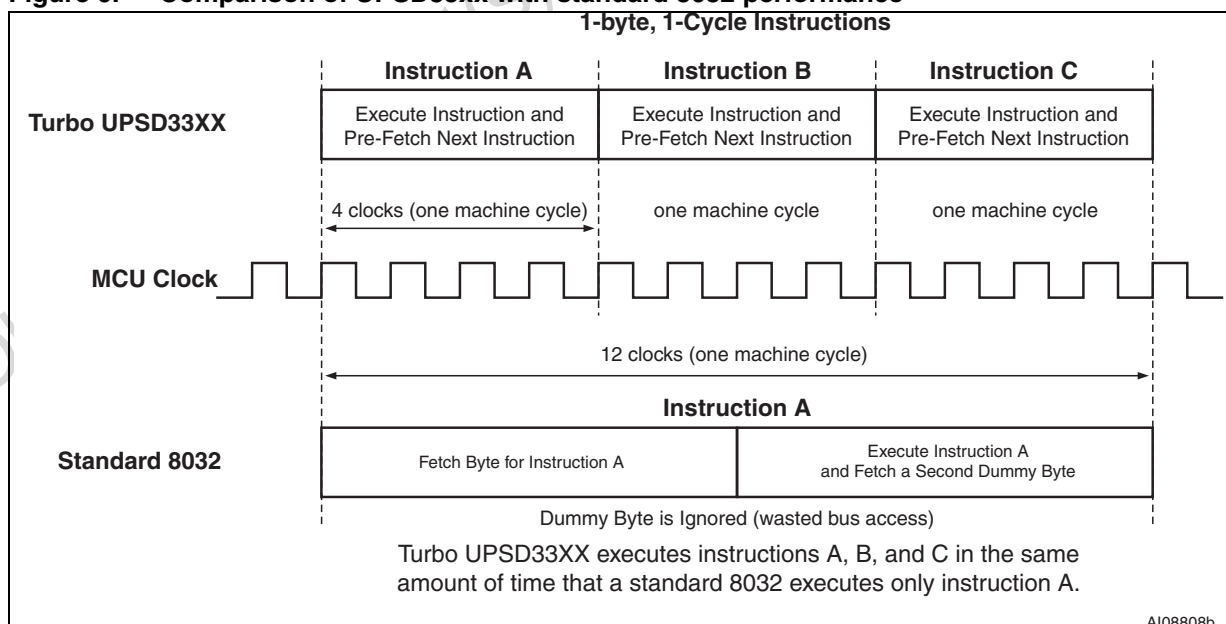 1-byte, 1-Cycle Instructions
Instruction A Instruction B Instruction C
Turbo UPSD33XX
Execute Instruction and
Pre-Fetch Next Instruction
Execute Instruction and
Pre-Fetch Next Instruction
Execute Instruction and
Pre-Fetch Next Instruction
4 clocks (one machine cycle) one machine cycle one machine cycle
MCU Clock
12 clocks (one machine cycle)
Instruction A
Standard 8032
Fetch Byte for Instruction A
Execute Instruction A
and Fetch a Second Dummy Byte
Dummy Byte is Ignored (wasted bus access)
Turbo UPSD33XX executes instructions A, B, and C in the same
amount of time that a standard 8032 executes only instruction A.
AI08808b